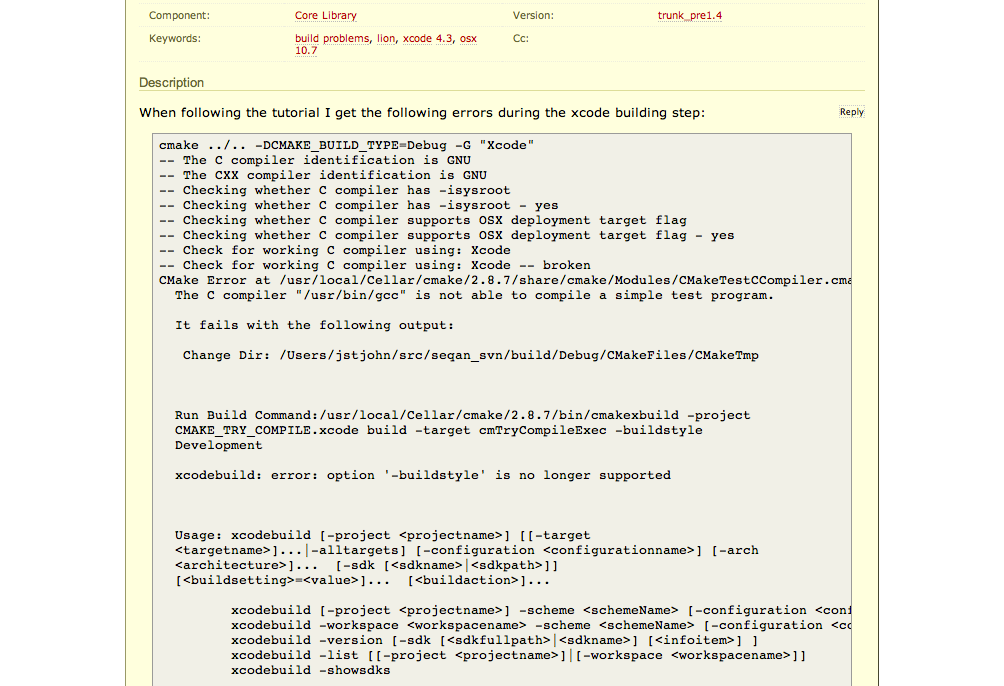 Component: Core Library Version: trunk_pre1.4
Keywords: build problems, lion, xcode 4.3, osx Cc:
10.7
Description
When following the tutorial I get the following errors during the xcode building step: Reply
cmake ../.. -DCMAKE_BUILD_TYPE=Debug -G "Xcode"
-- The C compiler identification is GNU
-- The CXX compiler identification is GNU
-- Checking whether C compiler has -isysroot
-- Checking whether C compiler has -isysroot - yes
-- Checking whether C compiler supports OSX deployment target flag
-- Checking whether C compiler supports OSX deployment target flag - yes
-- Check for working C compiler using: Xcode
-- Check for working C compiler using: Xcode -- broken
CMake Error at /usr/local/Cellar/cmake/2.8.7/share/cmake/Modules/CMakeTestCCompiler.cma
The C compiler "/usr/bin/gcc" is not able to compile a simple test program.
It fails with the following output:
Change Dir: /Users/jstjohn/src/seqan_svn/build/Debug/CMakeFiles/CMakeTmp
Run Build Command:/usr/local/Cellar/cmake/2.8.7/bin/cmakexbuild -project
CMAKE_TRY_COMPILE.xcode build -target cmTryCompileExec -buildstyle
Development
xcodebuild: error: option '-buildstyle' is no longer supported
Usage: xcodebuild [-project <projectname>] [[-target
<targetname>]...|-alltargets] [-configuration <configurationname>] [-arch
<architecture>]... [-sdk [<sdkname>|<sdkpath>]]
[<buildsetting>=<value>]... [<buildaction>]...
xcodebuild [-project <projectname>] -scheme <schemeName> [-configuration <conf
xcodebuild -workspace <workspacename> -scheme <schemeName> [-configuration <co
xcodebuild -version [-sdk [<sdkfullpath>|<sdkname>] [<infoitem>] ]
xcodebuild -list [[-project <projectname>]|[-workspace <workspacename>]]
xcodebuild -showsdks